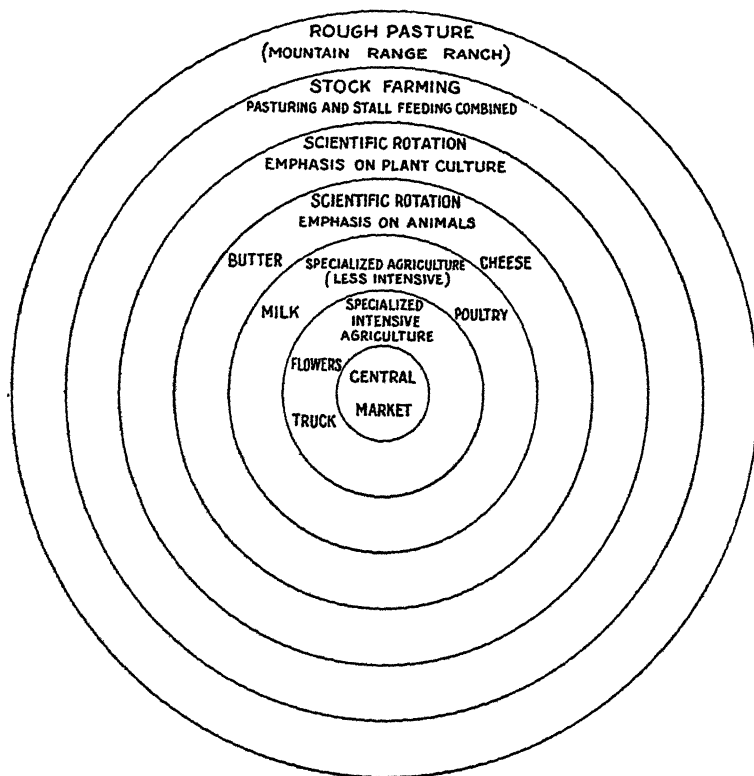 ROUGH PASTURE
(MOUNTAIN RANGE RANCH)
STOCK FARMING
PASTURING AND STALL FEEDING COMBINED
SCIENTIFIC ROTATION
EMPHASIS ON PLANT CULTURE
SCIENTIFIC ROTATION
EMPHASIS ON ANIMALS
BUTTER
SPECIALIZED AGRICULTURE
(LESS INTENSIVE)
CHEESE
MILK
SPECIALIZED
INTENSIVE
AGRICULTURE
POULTRY
FLOWERS
CENTRAL
MARKET
TRUCK